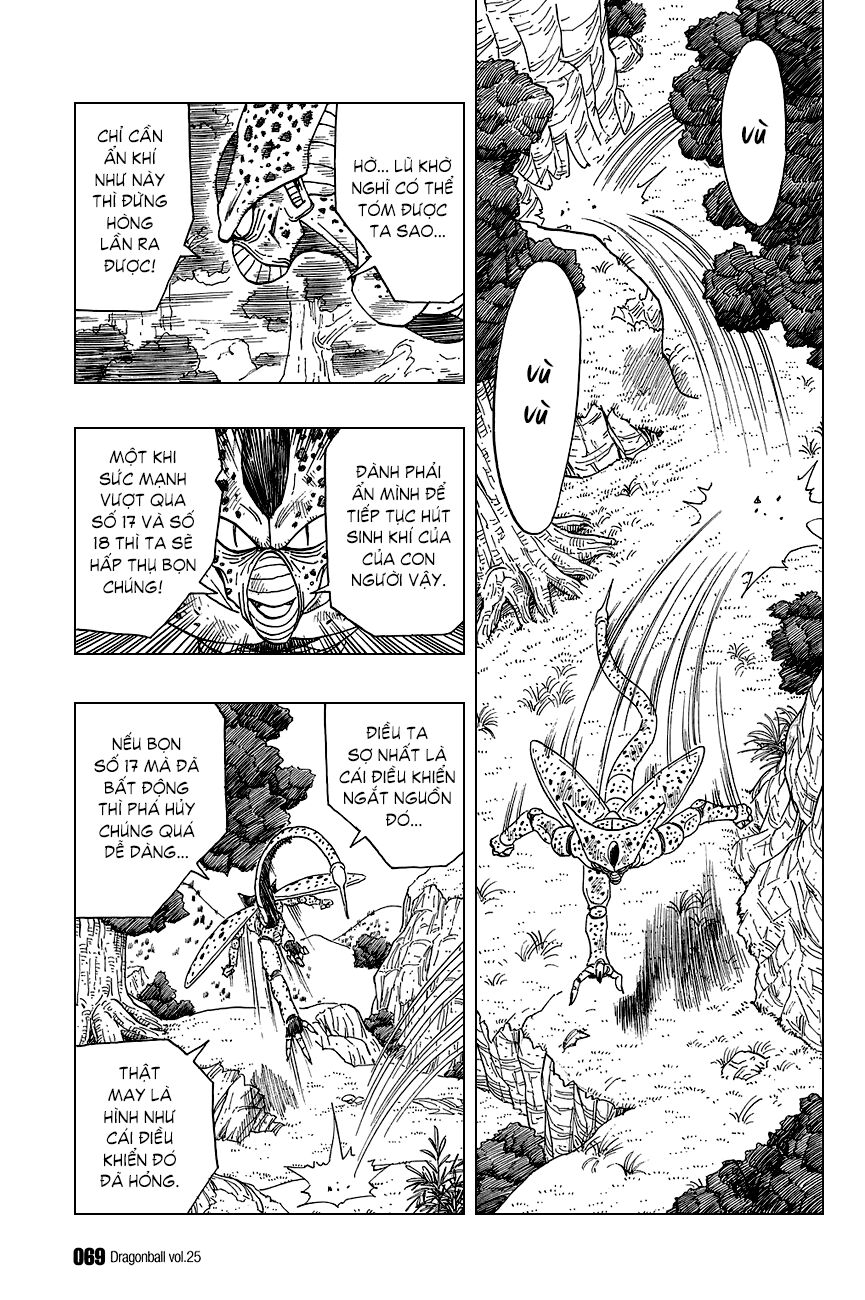 VÙ
VÙ
VÙ
HỜ... LŨ KHỜ
NGHĨ CÓ THỂ
TÓM ĐƯỢC
TA SAO...
CHỈ CẦN
ẨN KHÍ
NHƯ NÀY
THÌ ĐỪNG
HÒNG
LẦN RA
ĐƯỢC!
ĐÀNH PHẢI
ẨN MÌNH ĐỂ
TIẾP TỤC HÚT
SINH KHÍ CỦA
CỦA CON
NGƯỜI VẬY.
MỘT KHI
SỨC MẠNH
VƯỢT QUA
SỐ 17 VÀ SỐ
18 THÌ TA SẼ
HẤP THỤ BỌN
CHÚNG!
ĐIỀU TA
SỢ NHẤT LÀ
CÁI ĐIỀU KHIỂN
NGẮT NGUỒN
ĐÓ...
NẾU BỌN
SỐ 17 MÀ ĐÃ
BẤT ĐỘNG
THÌ PHÁ HỦY
CHÚNG QUÁ
DỄ DÀNG...
THẬT
MAY LÀ
HÌNH NHƯ
CÁI ĐIỀU
KHIỂN ĐÓ
ĐÃ HỎNG.
069 Dragonball vol.25